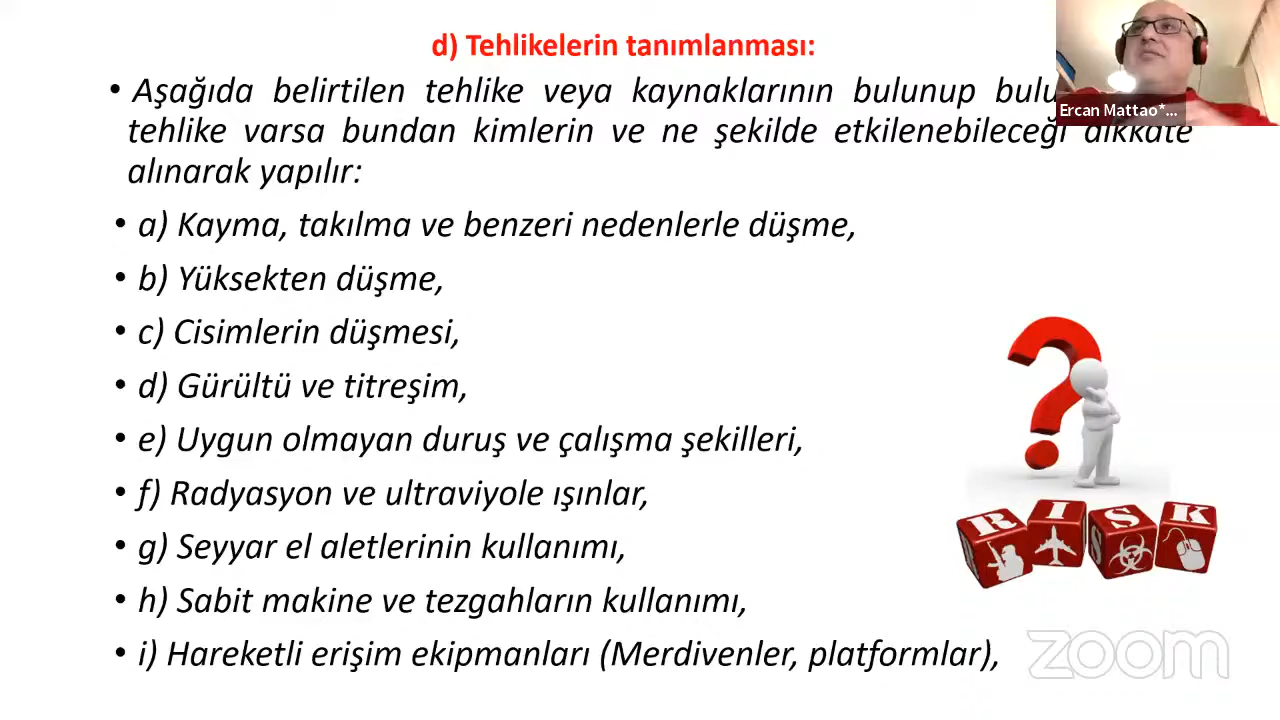 d) Tehlikelerin tanımlanması:
• Aşağıda belirtilen tehlike veya kaynaklarının bulunup
tehlike varsa bundan kimlerin ve ne şekilde etkilenebileceği dikkate
alınarak yapılır:
• a) Kayma, takılma ve benzeri nedenlerle düşme,
• b) Yüksekten düşme,
• c) Cisimlerin düşmesi,
• d) Gürültü ve titreşim,
• e) Uygun olmayan duruş ve çalışma şekilleri,
• f) Radyasyon ve ultraviyole ışınlar,
• g) Seyyar el aletlerinin kullanımı,
• h) Sabit makine ve tezgahların kullanımı,
• i) Hareketli erişim ekipmanları (Merdivenler, platformlar),
Ercan Mattao*...
R I S K
zoom